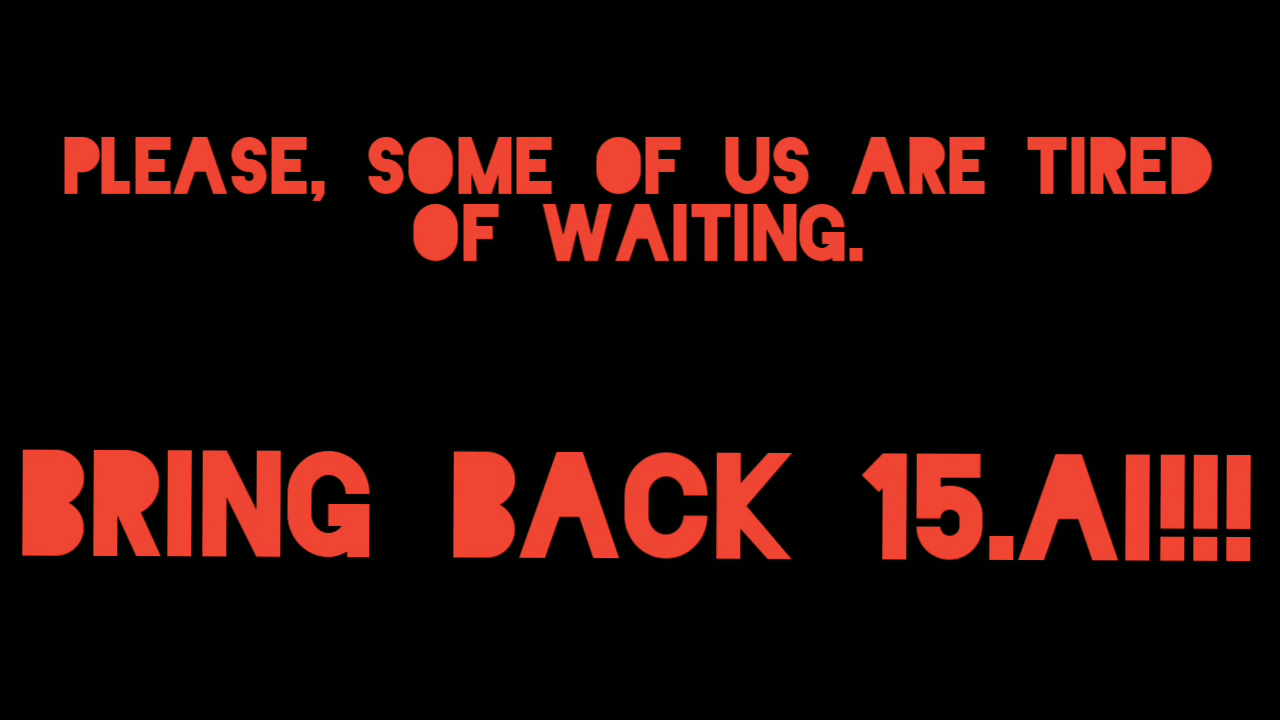 PLEASE, SOME OF US ARE TIRED
OF WAITING.
BRING BACK 15.AI!!!